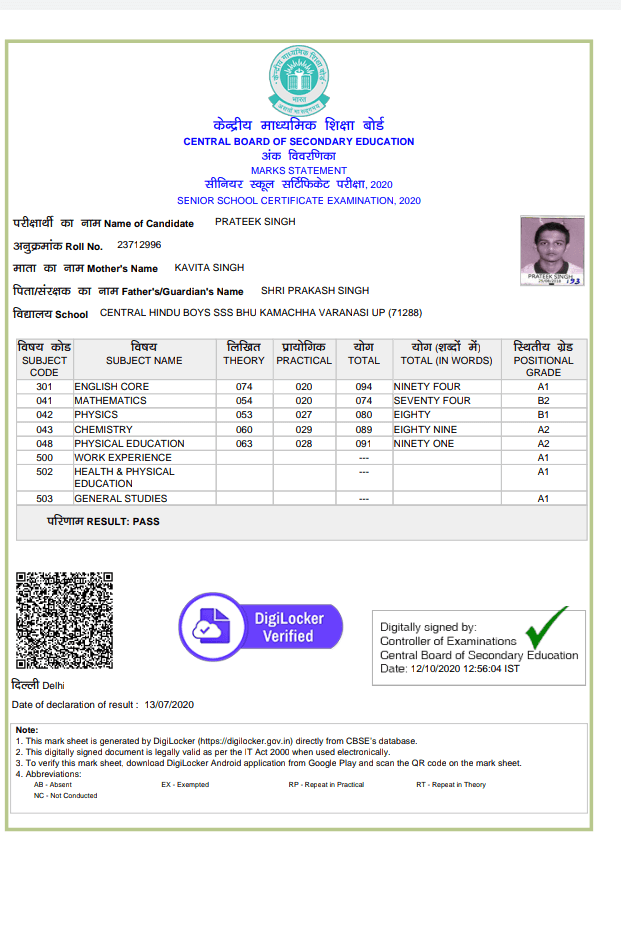 केन्द्रीय माध्यमिक शिक्षा बोर्ड
भारत
केन्द्रीय माध्यमिक शिक्षा बोर्ड
CENTRAL BOARD OF SECONDARY EDUCATION
अंक विवरणिका
MARKS STATEMENT
सीनियर स्कूल सर्टिफिकेट परीक्षा, 2020
SENIOR SCHOOL CERTIFICATE EXAMINATION, 2020
परीक्षार्थी का नाम Name of Candidate PRATEEK SINGH
अनुक्रमांक Roll No. 23712996
माता का नाम Mother's Name KAVITA SINGH
पिता/संरक्षक का नाम Father's/Guardian's Name SHRI PRAKASH SINGH
विद्यालय School CENTRAL HINDU BOYS SSS BHU KAMACHHA VARANASI UP (71288)
PRATEEK SINGH
193
विषय कोड विषय लिखित प्रायोगिक योग योग (शब्दों में) स्थितीय ग्रेड
SUBJECT SUBJECT NAME THEORY PRACTICAL TOTAL TOTAL (IN WORDS) POSITIONAL
CODE GRADE
301 ENGLISH CORE 074 020 094 NINETY FOUR A1
041 MATHEMATICS 054 020 074 SEVENTY FOUR B2
042 PHYSICS 053 027 080 EIGHTY B1
043 CHEMISTRY 060 029 089 EIGHTY NINE A2
048 PHYSICAL EDUCATION 063 028 091 NINETY ONE A2
500 WORK EXPERIENCE --- A1
502 HEALTH & PHYSICAL --- A1
EDUCATION
503 GENERAL STUDIES --- A1
परिणाम RESULT: PASS
DigiLocker
Verified
Digitally signed by:
Controller of Examinations
Central Board of Secondary Education
Date: 12/10/2020 12:56:04 IST
दिल्ली Delhi
Date of declaration of result : 13/07/2020
Note:
1. This mark sheet is generated by DigiLocker (https://digilocker.gov.in) directly from CBSE's database.
2. This digitally signed document is legally valid as per the IT Act 2000 when used electronically.
3. To verify this mark sheet, download DigiLocker Android application from Google Play and scan the QR code on the mark sheet.
4. Abbreviations:
AB - Absent EX - Exempted RP - Repeat in Practical RT - Repeat in Theory
NC - Not Conducted